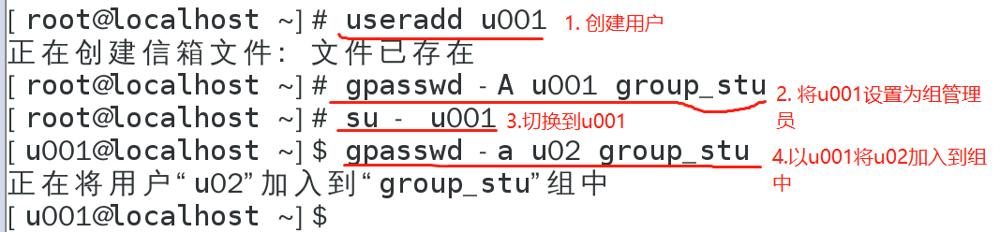 [ root@localhost ~] # useradd u001 1. 创建用户
正在创建信箱文件: 文件已存在
[ root@localhost ~] # gpasswd -A u001 group_stu 2. 将u001设置为组管理
员
[ root@localhost ~] # su - u001 3.切换到u001
[ u001@localhost ~] $ gpasswd -a u02 group_stu 4.以u001将u02加入到组
中
正在将用户“u02”加入到“group_stu”组中
[ u001@localhost ~] $